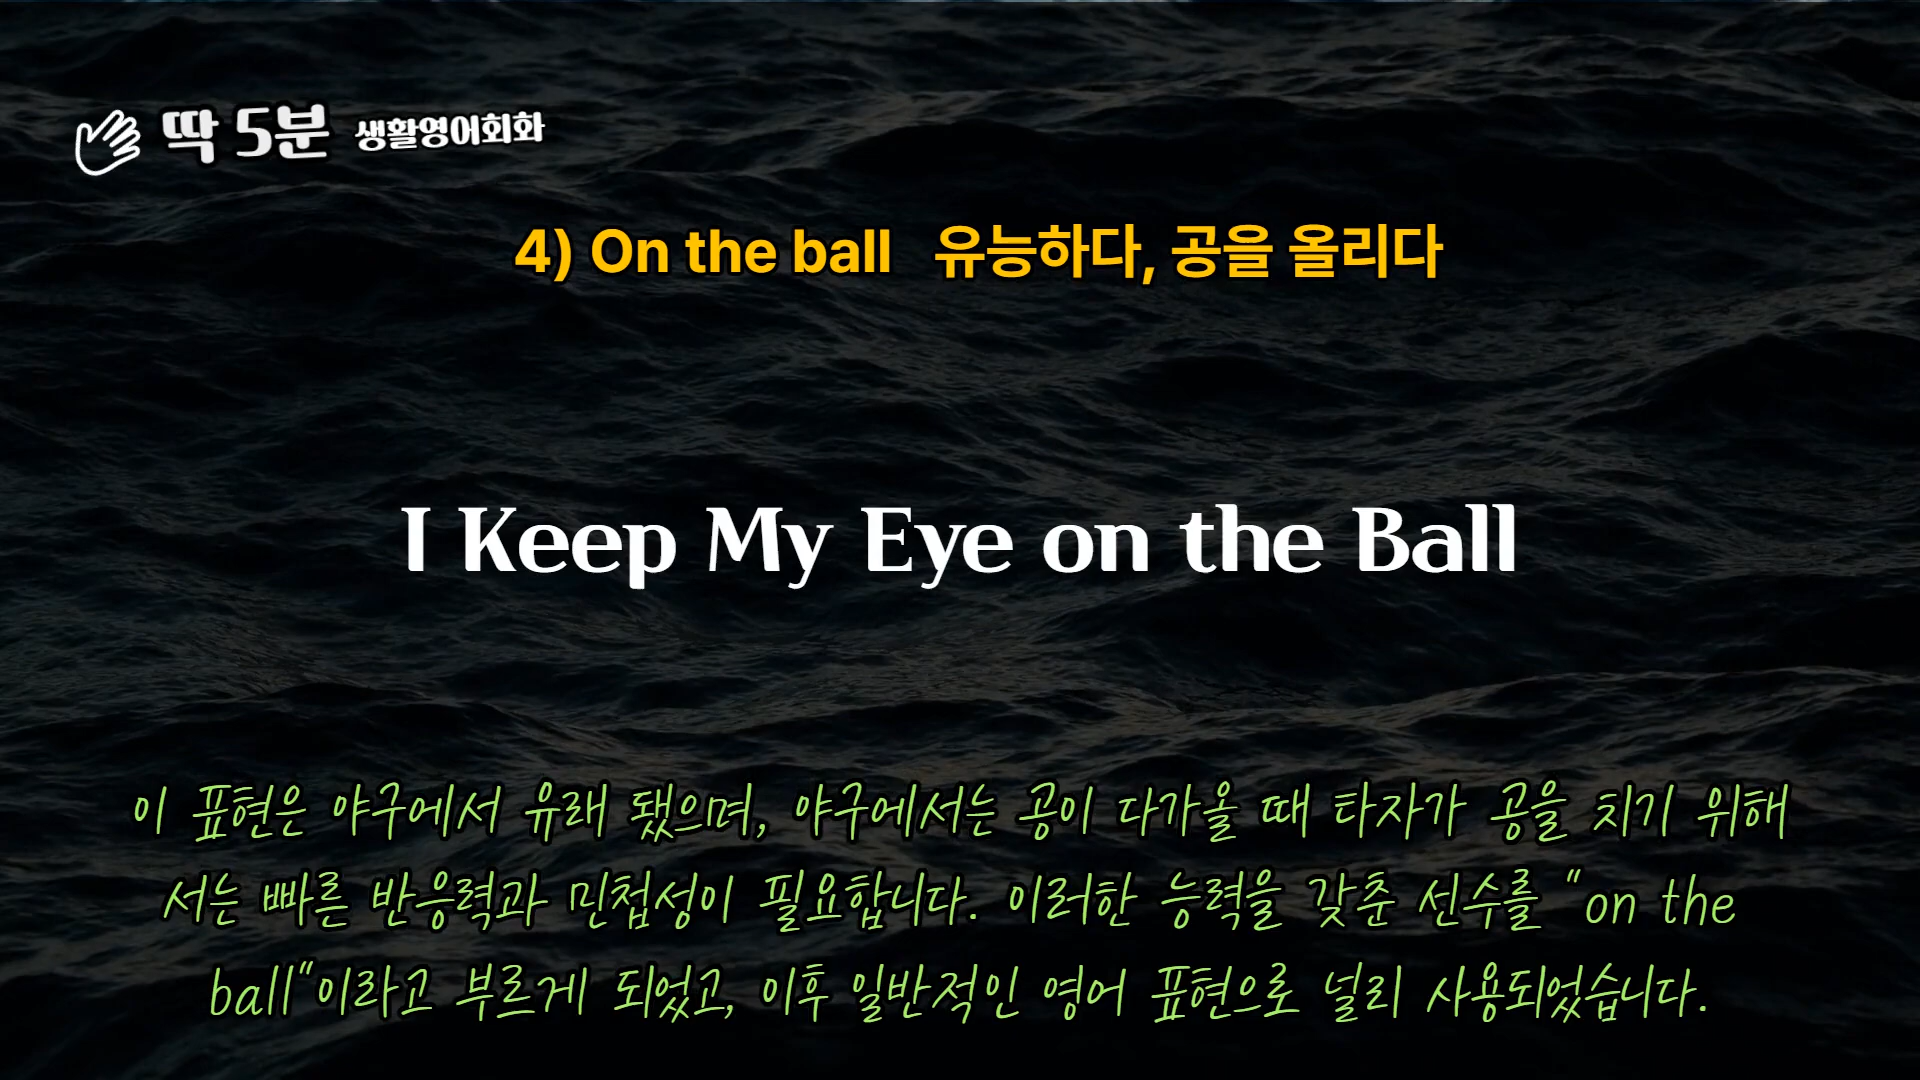 딱 5분 생활영어회화
4) On the ball 유능하다, 공을 올리다
I Keep My Eye on the Ball
이 표현은 야구에서 유래 됐으며, 야구에서는 공이 다가올 때 타자가 공을 치기 위해
서는 빠른 반응력과 민첩성이 필요합니다. 이러한 능력을 갖춘 선수를 "on the
ball"이라고 부르게 되었고, 이후 일반적인 영어 표현으로 널리 사용되었습니다.